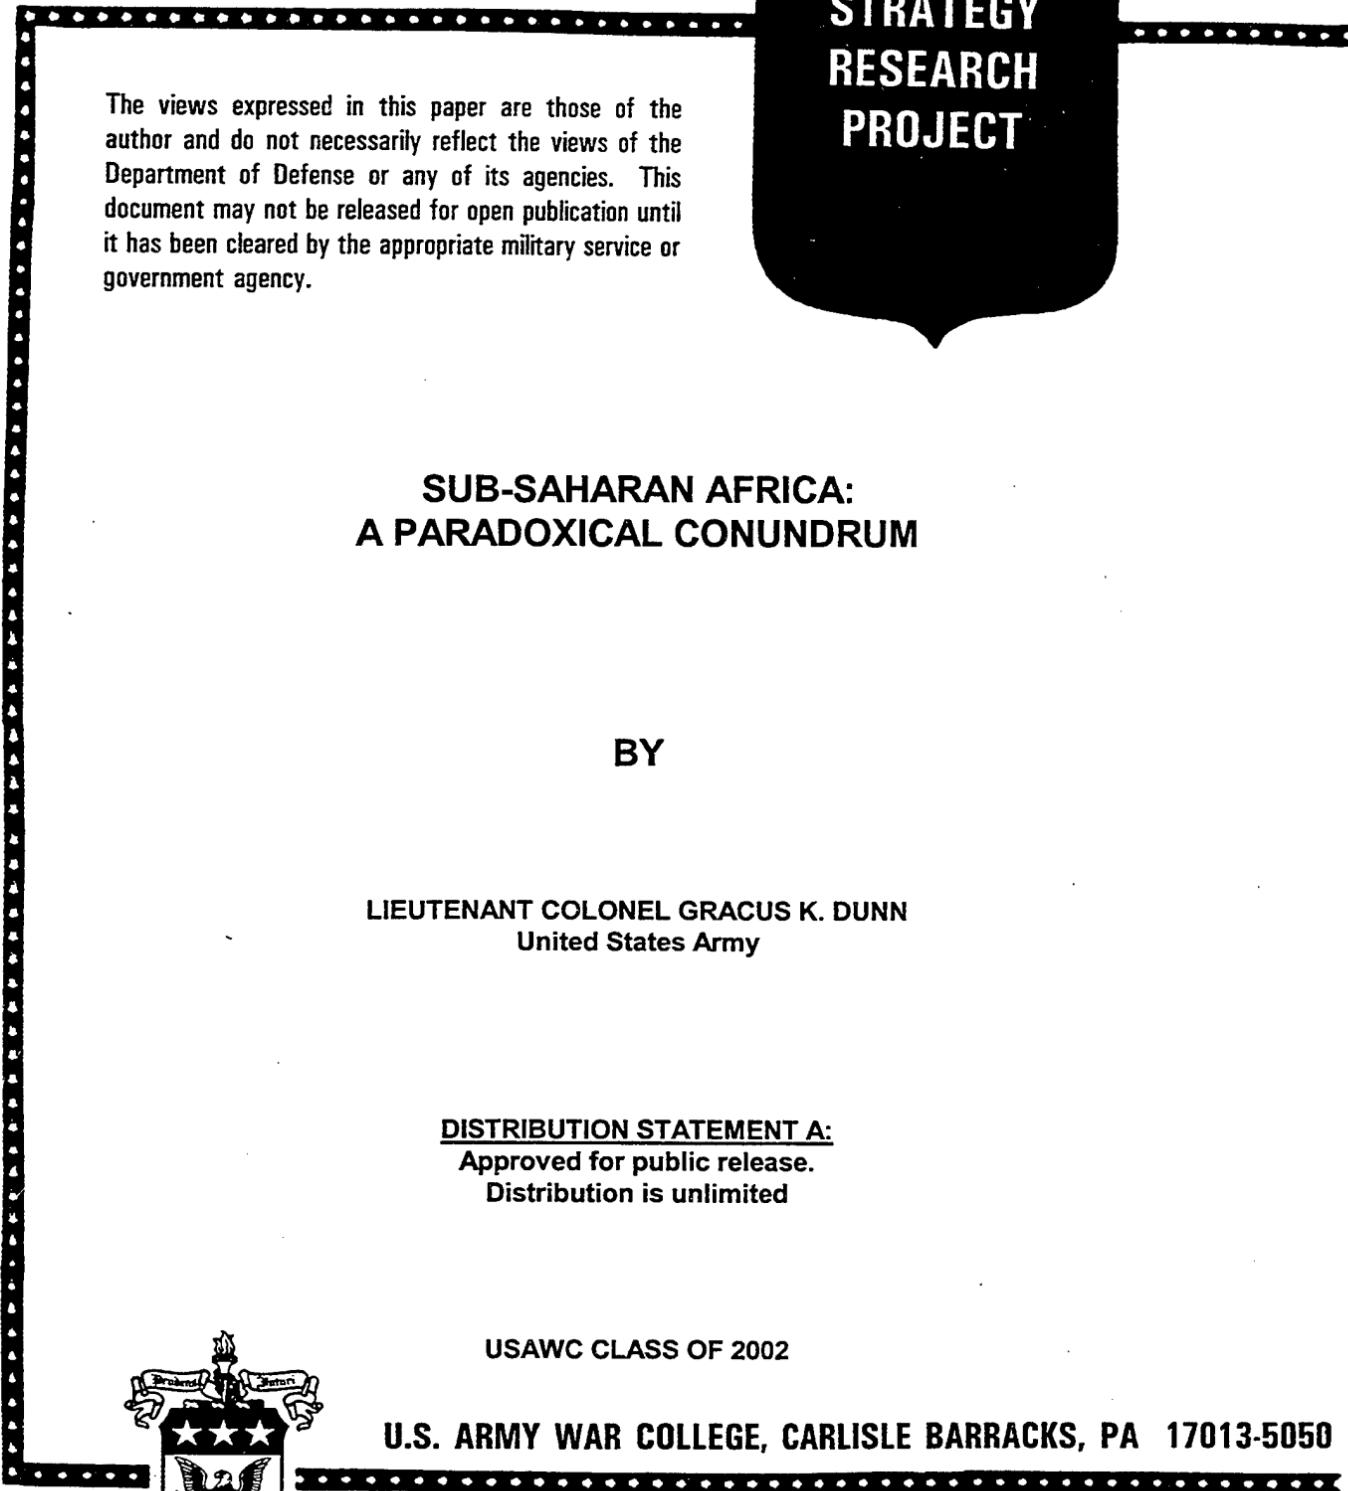 STRATEGY
RESEARCH
PROJECT
The views expressed in this paper are those of the
author and do not necessarily reflect the views of the
Department of Defense or any of its agencies. This
document may not be released for open publication until
it has been cleared by the appropriate military service or
government agency.
SUB-SAHARAN AFRICA:
A PARADOXICAL CONUNDRUM
BY
LIEUTENANT COLONEL GRACUS K. DUNN
United States Army
DISTRIBUTION STATEMENT A:
Approved for public release.
Distribution is unlimited
USAWC CLASS OF 2002
Prudens Futuri
U.S. ARMY WAR COLLEGE, CARLISLE BARRACKS, PA 17013-5050